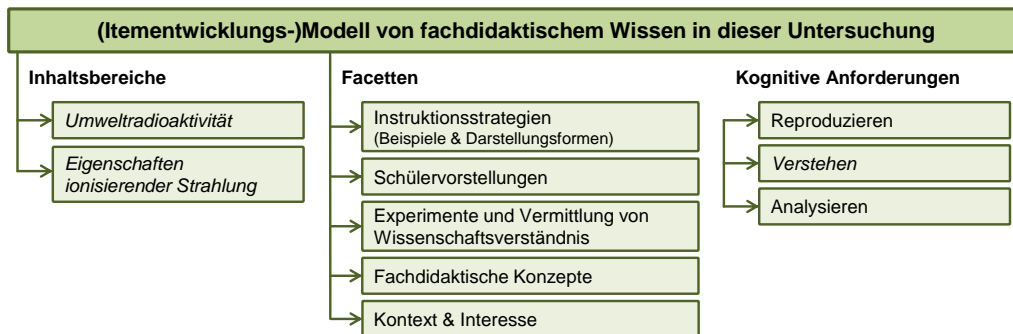 (Itementwicklungs-)Modell von fachdidaktischem Wissen in dieser Untersuchung
Inhaltsbereiche
Umweltradioaktivität
Eigenschaften
ionisierender Strahlung
Facetten
Instruktionsstrategien
(Beispiele & Darstellungsformen)
Schülervorstellungen
Experimente und Vermittlung von
Wissenschaftsverständnis
Fachdidaktische Konzepte
Kontext & Interesse
Kognitive Anforderungen
Reproduzieren
Verstehen
Analysieren